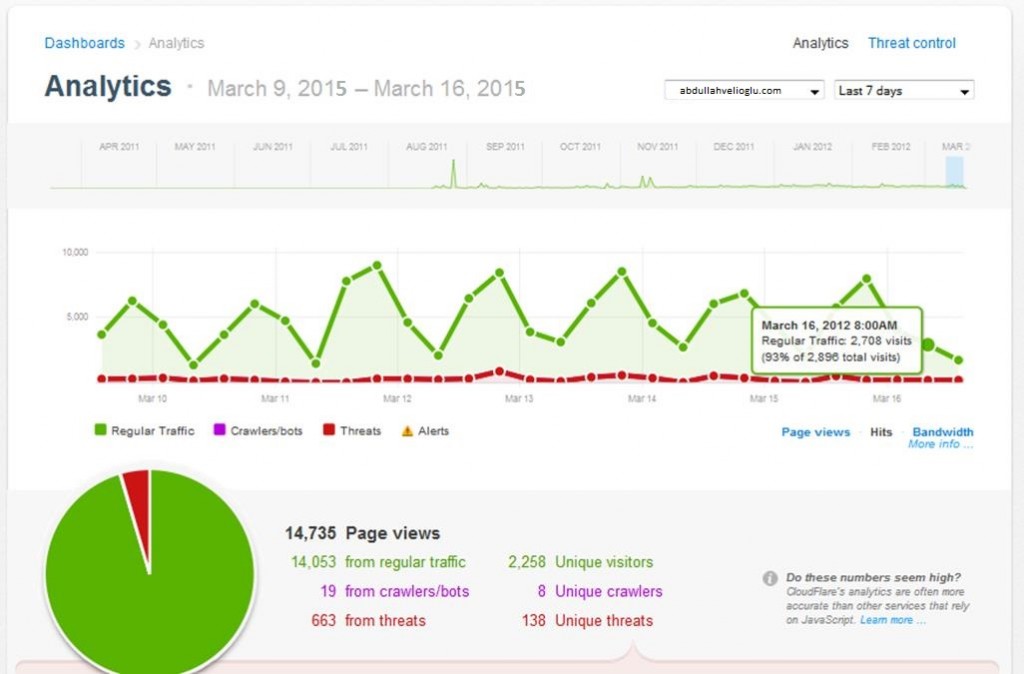 Dashboards > Analytics
Analytics Threat control
Analytics · March 9, 2015 – March 16, 2015
abdullahvelioglu.com Last 7 days
APR 2011 MAY 2011 JUN 2011 JUL 2011 AUG 2011 SEP 2011 OCT 2011 NOV 2011 DEC 2011 JAN 2012 FEB 2012 MAR 2
10,000
5,000
March 16, 2012 8:00AM
Regular Traffic: 2,708 visits
(93% of 2,896 total visits)
Mar 10 Mar 11 Mar 12 Mar 13 Mar 14 Mar 15 Mar 16
Regular Traffic Crawlers/bots Threats Alerts
Page views · Hits · Bandwidth
More info ...
14,735 Page views
14,053 from regular traffic 2,258 Unique visitors
19 from crawlers/bots 8 Unique crawlers
663 from threats 138 Unique threats
Do these numbers seem high?
CloudFlare's analytics are often more
accurate than other services that rely
on JavaScript. Learn more ...